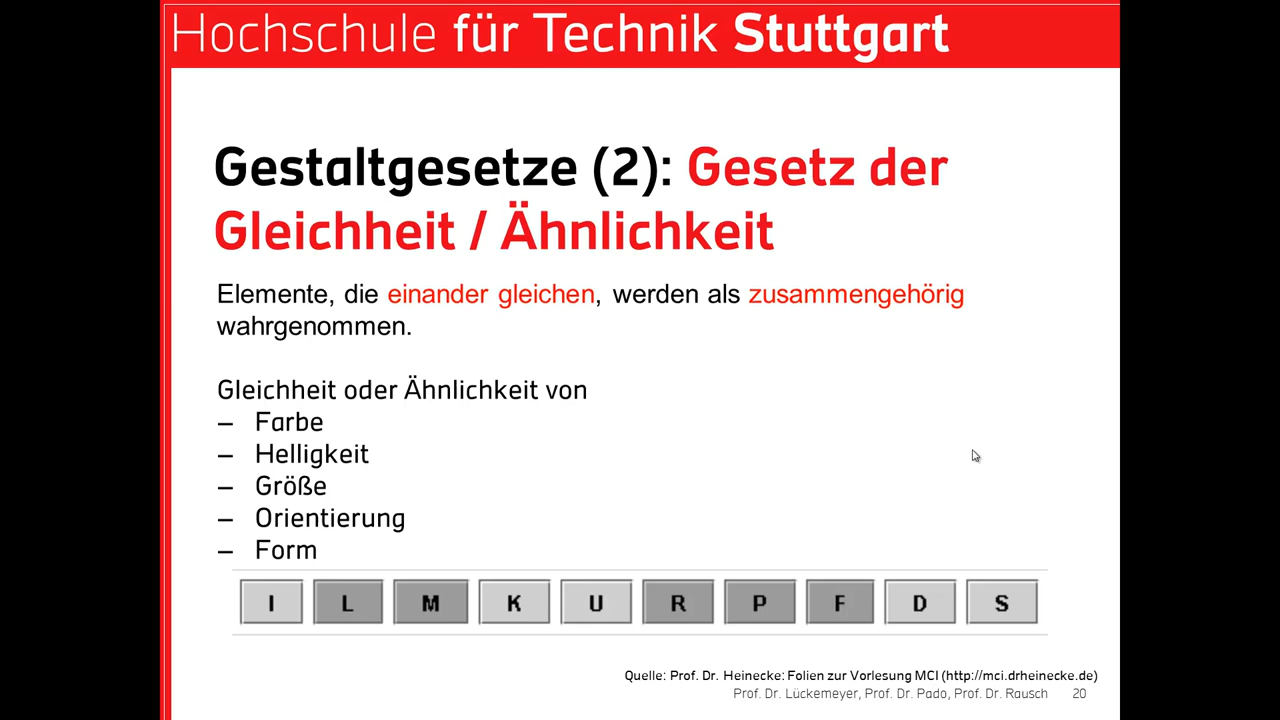 Hochschule für Technik Stuttgart
Gestaltgesetze (2): Gesetz der
Gleichheit / Ähnlichkeit
Elemente, die einander gleichen, werden als zusammengehörig
wahrgenommen.
Gleichheit oder Ähnlichkeit von
– Farbe
– Helligkeit
– Größe
– Orientierung
– Form
I L M K U R P F D S
Quelle: Prof. Dr. Heinecke: Folien zur Vorlesung MCI (http://mci.drheinecke.de)
Prof. Dr. Lückemeyer, Prof. Dr. Pado, Prof. Dr. Rausch 20